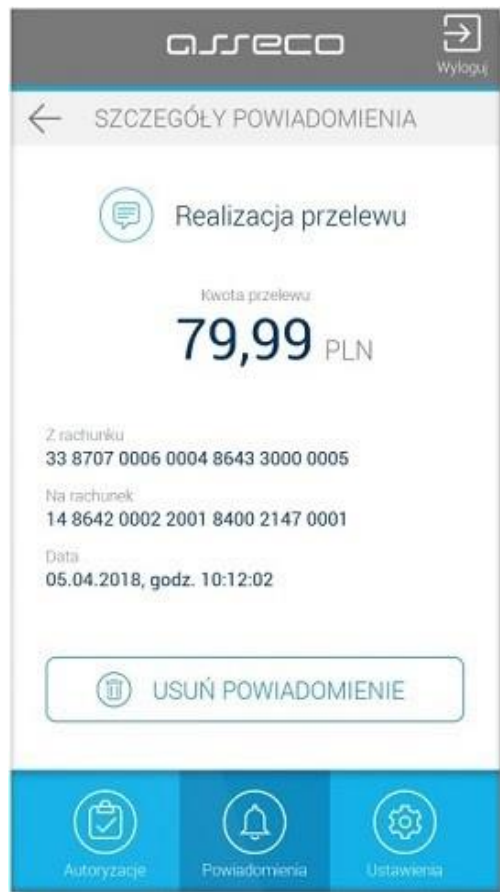 asseco
Wyloguj
SZCZEGÓŁY POWIADOMIENIA
Realizacja przelewu
Kwota przelewu
79,99 PLN
Z rachunku
33 8707 0006 0004 8643 3000 0005
Na rachunek
14 8642 0002 2001 8400 2147 0001
Data
05.04.2018, godz. 10:12:02
USUŃ POWIADOMIENIE
Autoryzacje
Powiadomienia
Ustawienia